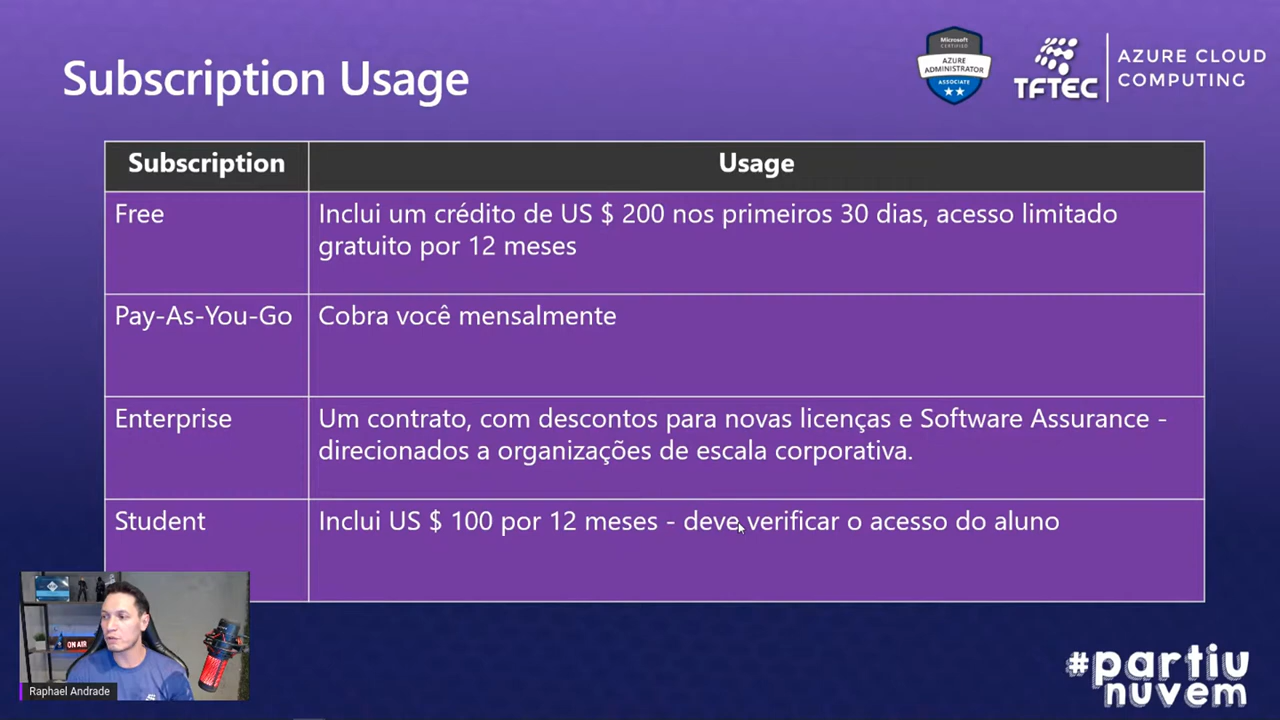 Subscription Usage
Microsoft
CERTIFIED
AZURE
ADMINISTRATOR
ASSOCIATE
TFTEC
AZURE CLOUD
COMPUTING
Subscription
Usage
Free
Inclui um crédito de US $ 200 nos primeiros 30 dias, acesso limitado
gratuito por 12 meses
Pay-As-You-Go
Cobra você mensalmente
Enterprise
Um contrato, com descontos para novas licenças e Software Assurance -
direcionados a organizações de escala corporativa.
Student
Inclui US $ 100 por 12 meses - deve verificar o acesso do aluno
ON AIR
Raphael Andrade
#partiu
nuvem